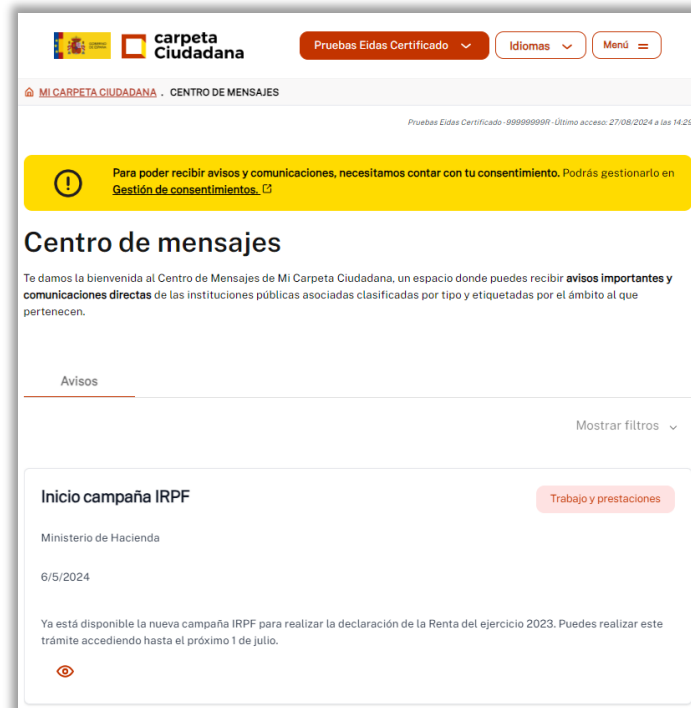 carpeta
Ciudadana
Pruebas Eidas Certificado
Idiomas
Menú
MI CARPETA CIUDADANA . CENTRO DE MENSAJES
Pruebas Eidas Certificado - 99999999R - Último acceso: 27/08/2024 a las 14:29
Para poder recibir avisos y comunicaciones, necesitamos contar con tu consentimiento. Podrás gestionarlo en
Gestión de consentimientos.
Centro de mensajes
Te damos la bienvenida al Centro de Mensajes de Mi Carpeta Ciudadana, un espacio donde puedes recibir avisos importantes y
comunicaciones directas de las instituciones públicas asociadas clasificadas por tipo y etiquetadas por el ámbito al que
pertenecen.
Avisos
Mostrar filtros
Inicio campaña IRPF
Trabajo y prestaciones
Ministerio de Hacienda
6/5/2024
Ya está disponible la nueva campaña IRPF para realizar la declaración de la Renta del ejercicio 2023. Puedes realizar este
trámite accediendo hasta el próximo 1 de julio.